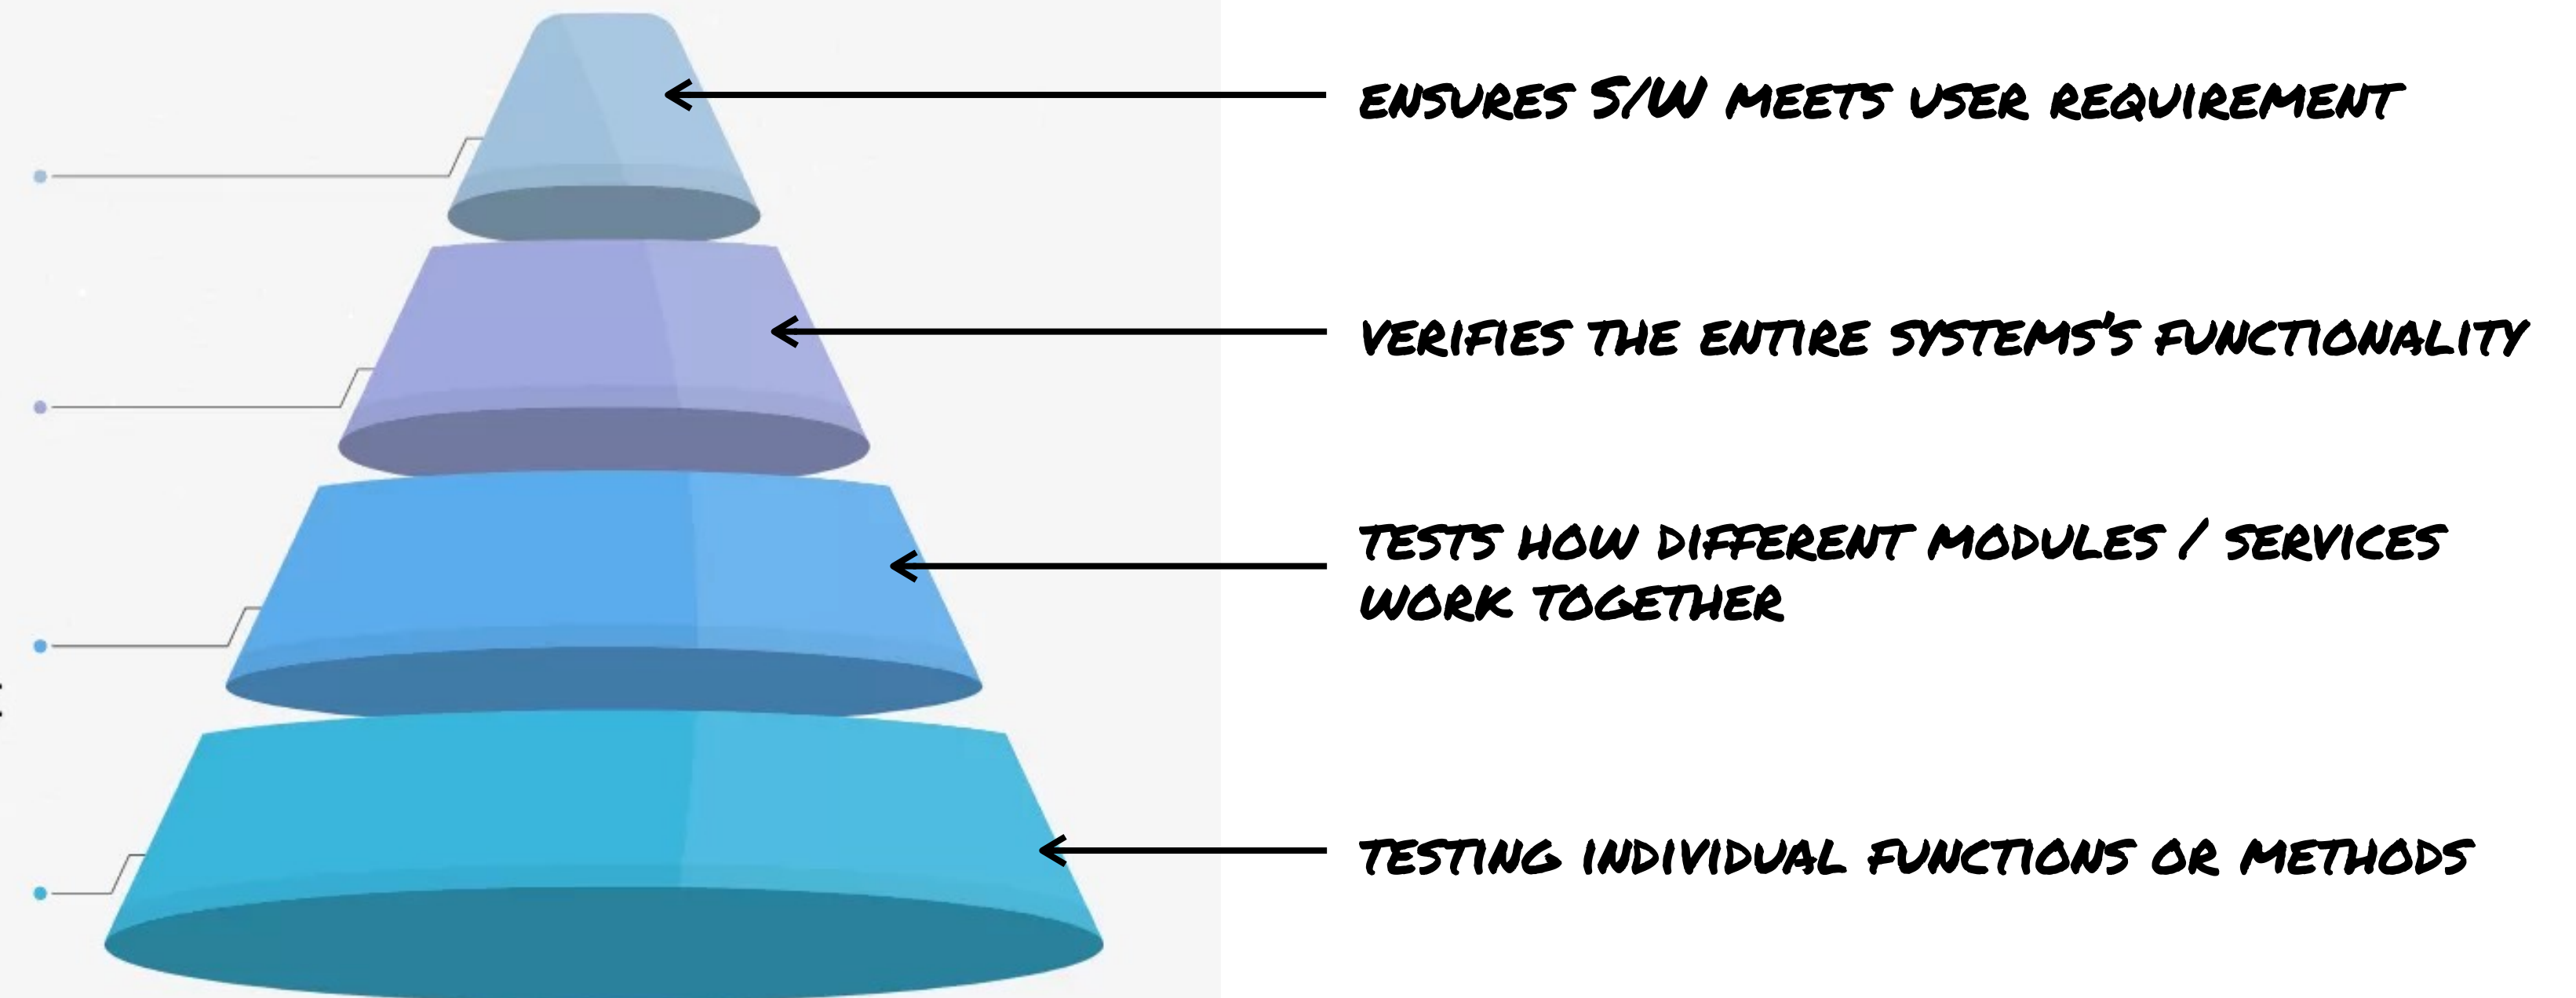 ENSURES S/W MEETS USER REQUIREMENT
VERIFIES THE ENTIRE SYSTEMS'S FUNCTIONALITY
TESTS HOW DIFFERENT MODULES / SERVICES
WORK TOGETHER
TESTING INDIVIDUAL FUNCTIONS OR METHODS